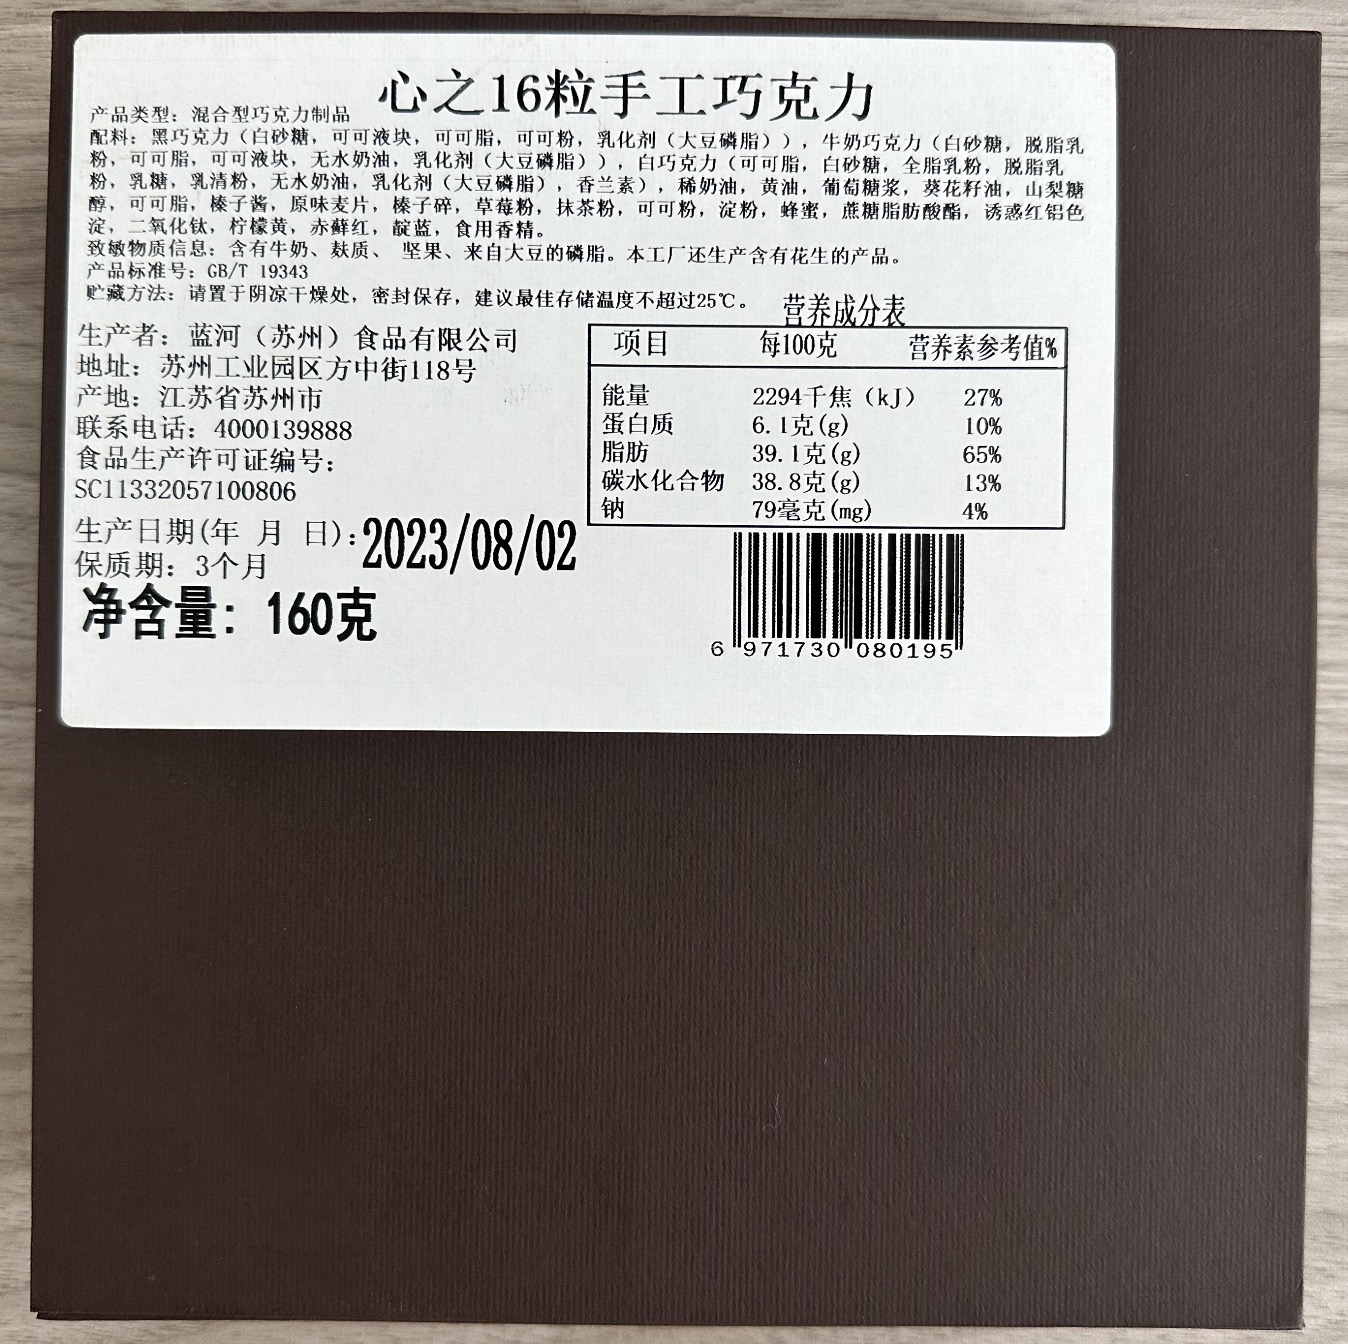 心之16粒手工巧克力
产品类型：混合型巧克力制品
配料：黑巧克力（白砂糖，可可液块，可可脂，可可粉，乳化剂（大豆磷脂）），牛奶巧克力（白砂糖，脱脂乳
粉，可可脂，可可液块，无水奶油，乳化剂（大豆磷脂）），白巧克力（可可脂，白砂糖，全脂乳粉，脱脂乳
粉，乳糖，乳清粉，无水奶油，乳化剂（大豆磷脂），香兰素），稀奶油，黄油，葡萄糖浆，葵花籽油，山梨糖
醇，可可脂，榛子酱，原味麦片，榛子碎，草莓粉，抹茶粉，可可粉，淀粉，蜂蜜，蔗糖脂肪酸酯，诱惑红铝色
淀，二氧化钛，柠檬黄，赤藓红，靛蓝，食用香精。
致敏物质信息：含有牛奶、麸质、 坚果、来自大豆的磷脂。本工厂还生产含有花生的产品。
产品标准号：GB/T 19343
贮藏方法：请置于阴凉干燥处，密封保存，建议最佳存储温度不超过25℃。
生产者：蓝河（苏州）食品有限公司
地址：苏州工业园区方中街118号
产地：江苏省苏州市
联系电话：4000139888
食品生产许可证编号：
SC11332057100806
生产日期(年 月 日)：2023/08/02
保质期：3个月
净含量：160克
营养成分表
项目 每100克 营养素参考值%
能量 2294千焦（kJ） 27%
蛋白质 6.1克(g) 10%
脂肪 39.1克(g) 65%
碳水化合物 38.8克(g) 13%
钠 79毫克(mg) 4%
6 971730 080195